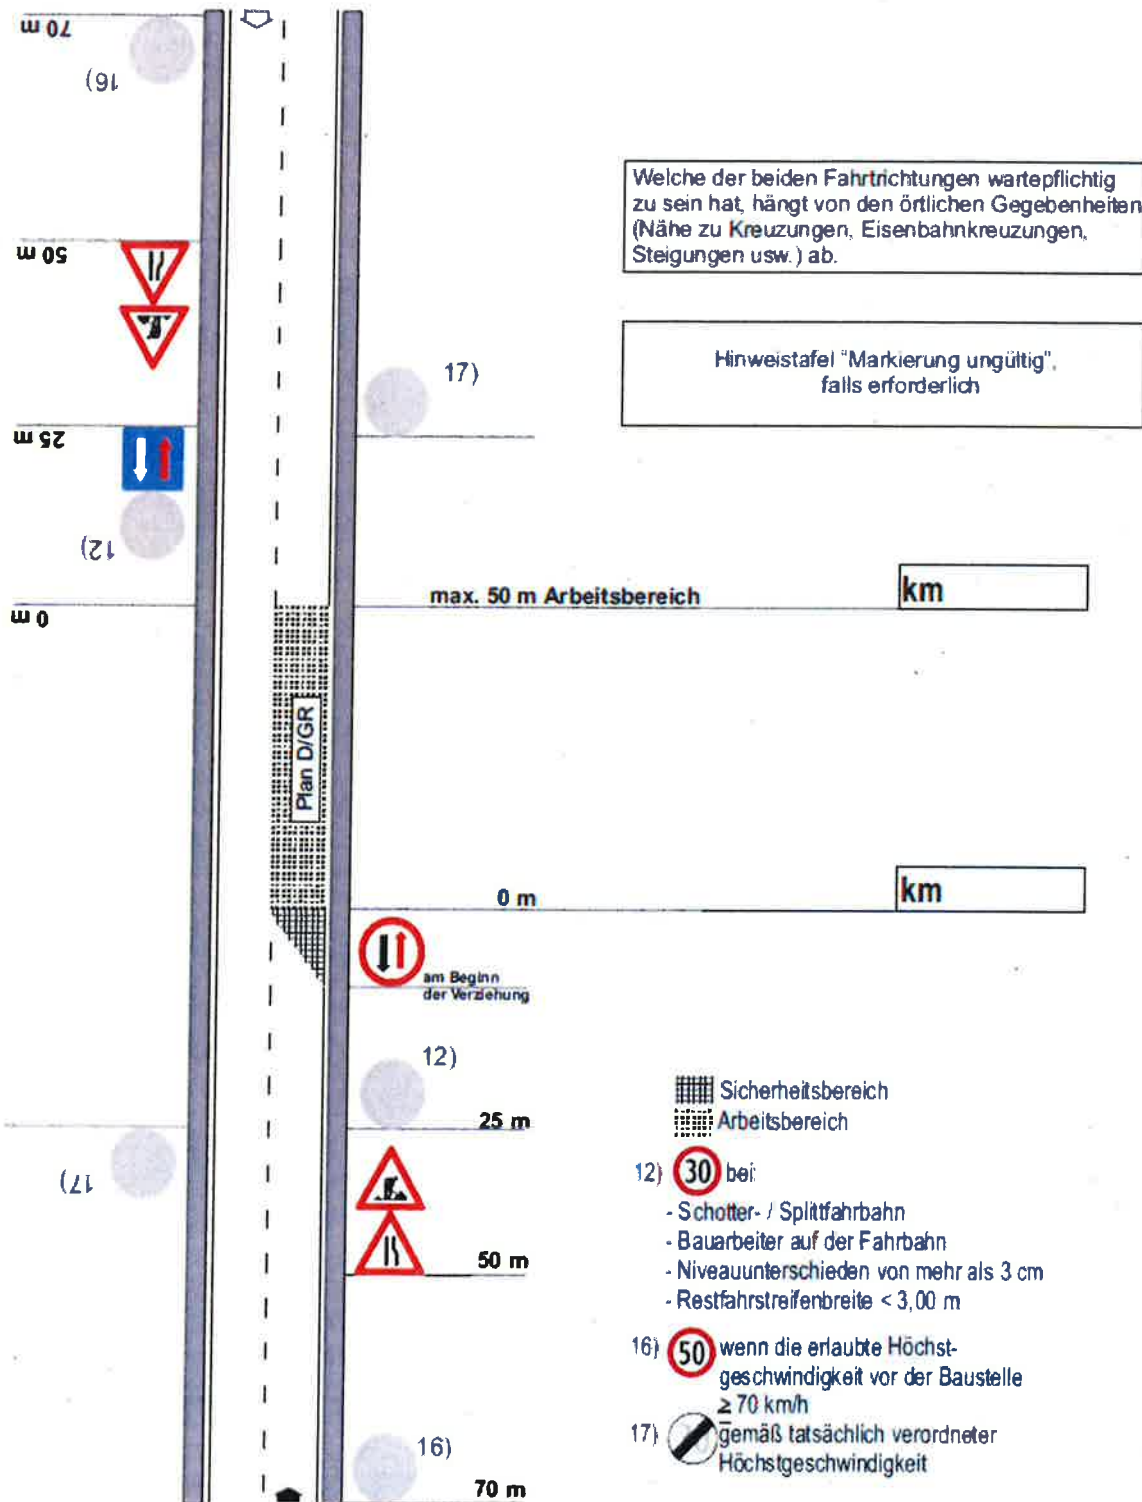 70 m
16)
Welche der beiden Fahrtrichtungen wartepflichtig
zu sein hat, hängt von den örtlichen Gegebenheiten
(Nähe zu Kreuzungen, Eisenbahnkreuzungen,
Steigungen usw.) ab.
50 m
Hinweistafel "Markierung ungültig",
falls erforderlich
17)
25 m
12)
max. 50 m Arbeitsbereich
km
0 m
Plan D/GR
0 m
km
am Beginn
der Verziehung
12)
25 m
17)
50 m
16)
70 m
Sicherheitsbereich
Arbeitsbereich
12) 30 bei:
- Schotter- / Splittfahrbahn
- Bauarbeiter auf der Fahrbahn
- Niveauunterschieden von mehr als 3 cm
- Restfahrstreifenbreite < 3,00 m
16) 50 wenn die erlaubte Höchst-
geschwindigkeit vor der Baustelle
≥ 70 km/h
17) gemäß tatsächlich verordneter
Höchstgeschwindigkeit